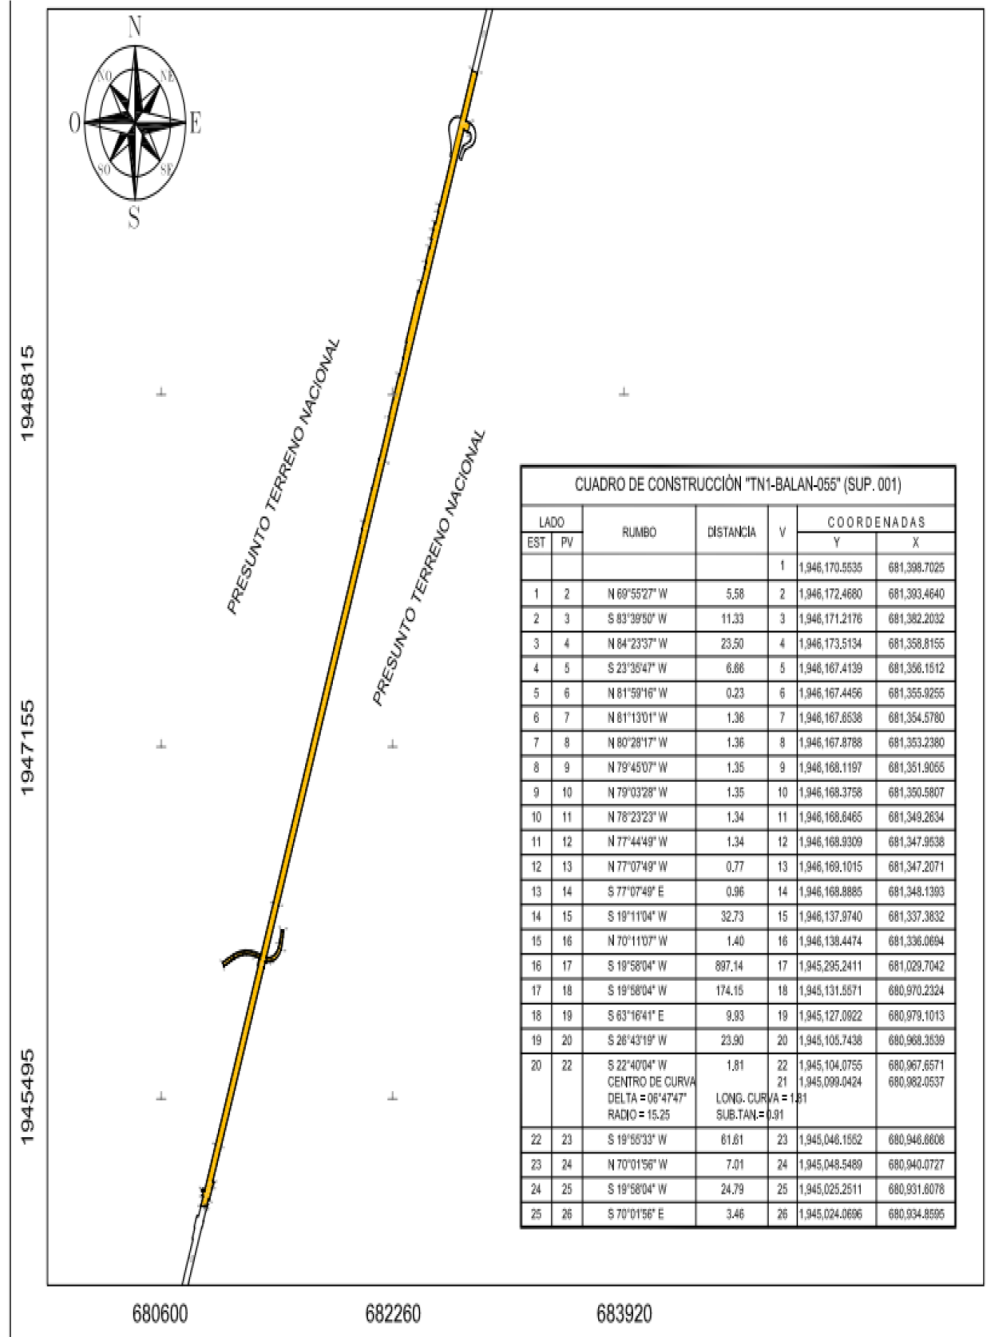 N
NO
NE
O
E
SO
SE
S
1948815
1947155
1945495
PRESUNTO TERRENO NACIONAL
PRESUNTO TERRENO NACIONAL
CUADRO DE CONSTRUCCIÓN "TN1-BALAN-055" (SUP. 001)
LADO RUMBO DISTANCIA V COORDENADAS
EST PV Y X
1 1,946,170.5535 681,398.7025
1 2 N 69°55'27" W 5.58 2 1,946,172.4680 681,393.4640
2 3 S 83°39'50" W 11.33 3 1,946,171.2176 681,382.2032
3 4 N 84°23'37" W 23.50 4 1,946,173.5134 681,358.8155
4 5 S 23°35'47" W 6.66 5 1,946,167.4139 681,356.1512
5 6 N 81°59'16" W 0.23 6 1,946,167.4456 681,355.9255
6 7 N 81°13'01" W 1.36 7 1,946,167.6538 681,354.5780
7 8 N 80°28'17" W 1.36 8 1,946,167.8788 681,353.2380
8 9 N 79°45'07" W 1.35 9 1,946,168.1197 681,351.9055
9 10 N 79°03'28" W 1.35 10 1,946,168.3758 681,350.5807
10 11 N 78°23'23" W 1.34 11 1,946,168.6465 681,349.2634
11 12 N 77°44'49" W 1.34 12 1,946,168.9309 681,347.9538
12 13 N 77°07'49" W 0.77 13 1,946,169.1015 681,347.2071
13 14 S 77°07'49" E 0.96 14 1,946,168.8885 681,348.1393
14 15 S 19°11'04" W 32.73 15 1,946,137.9740 681,337.3832
15 16 N 70°11'07" W 1.40 16 1,946,138.4474 681,336.0694
16 17 S 19°58'04" W 897.14 17 1,945,295.2411 681,029.7042
17 18 S 19°58'04" W 174.15 18 1,945,131.5571 680,970.2324
18 19 S 63°16'41" E 9.93 19 1,945,127.0922 680,979.1013
19 20 S 26°43'19" W 23.90 20 1,945,105.7438 680,968.3539
20 22 S 22°40'04" W 1.81 22 1,945,104.0755 680,967.6571
CENTRO DE CURVA 21 1,945,099.0424 680,982.0537
DELTA = 06°47'47" LONG. CURVA = 1.81
RADIO = 15.25 SUB.TAN.= 0.91
22 23 S 19°55'33" W 61.61 23 1,945,046.1552 680,946.6608
23 24 N 70°01'56" W 7.01 24 1,945,048.5489 680,940.0727
24 25 S 19°58'04" W 24.79 25 1,945,025.2511 680,931.6078
25 26 S 70°01'56" E 3.46 26 1,945,024.0696 680,934.8595
680600 682260 683920